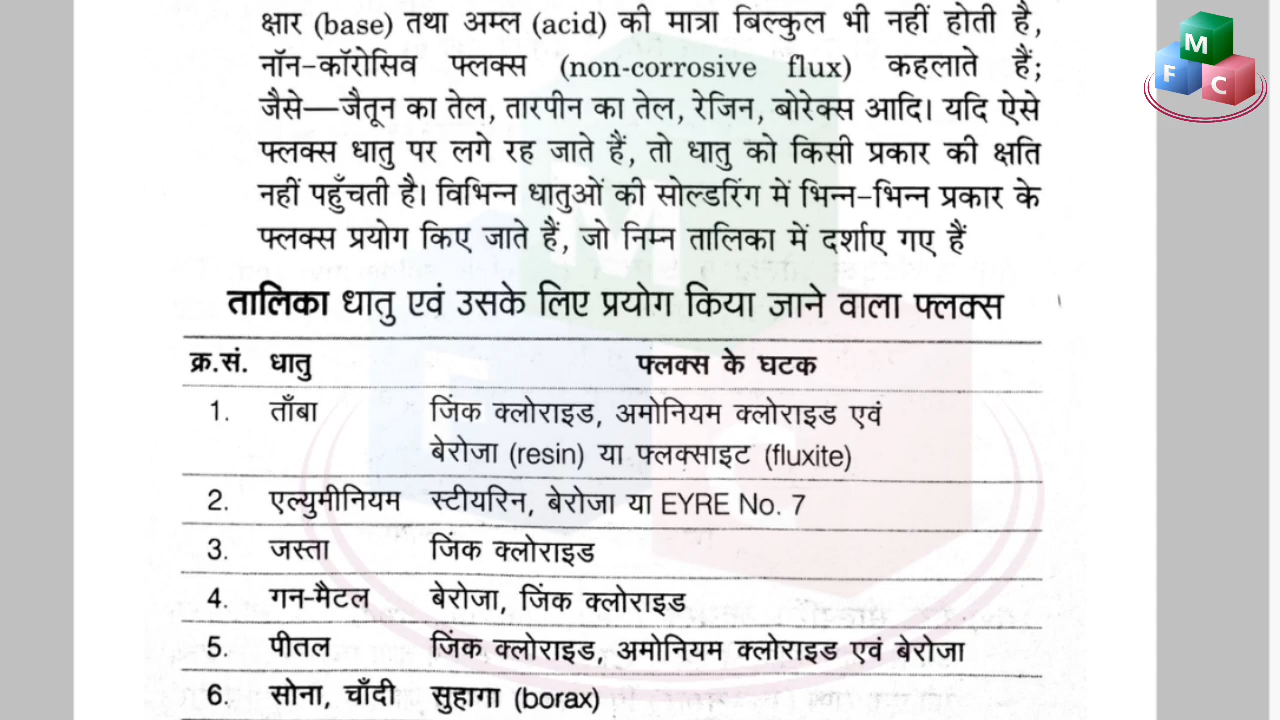 क्षार (base) तथा अम्ल (acid) की मात्रा बिल्कुल भी नहीं होती है,
नॉन-कॉरोसिव फ्लक्स (non-corrosive flux) कहलाते हैं;
जैसे—जैतून का तेल, तारपीन का तेल, रेजिन, बोरेक्स आदि। यदि ऐसे
फ्लक्स धातु पर लगे रह जाते हैं, तो धातु को किसी प्रकार की क्षति
नहीं पहुँचती है। विभिन्न धातुओं की सोल्डरिंग में भिन्न-भिन्न प्रकार के
फ्लक्स प्रयोग किए जाते हैं, जो निम्न तालिका में दर्शाए गए हैं
तालिका धातु एवं उसके लिए प्रयोग किया जाने वाला फ्लक्स
क्र.सं. धातु फ्लक्स के घटक
1. ताँबा जिंक क्लोराइड, अमोनियम क्लोराइड एवं
बेरोजा (resin) या फ्लक्साइट (fluxite)
2. एल्युमीनियम स्टीयरिन, बेरोजा या EYRE No. 7
3. जस्ता जिंक क्लोराइड
4. गन-मैटल बेरोजा, जिंक क्लोराइड
5. पीतल जिंक क्लोराइड, अमोनियम क्लोराइड एवं बेरोजा
6. सोना, चाँदी सुहागा (borax)
M
F
C